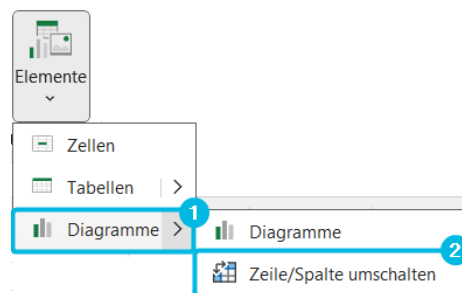 Elemente
Zellen
Tabellen
Diagramme
1
Diagramme
2
Zeile/Spalte umschalten